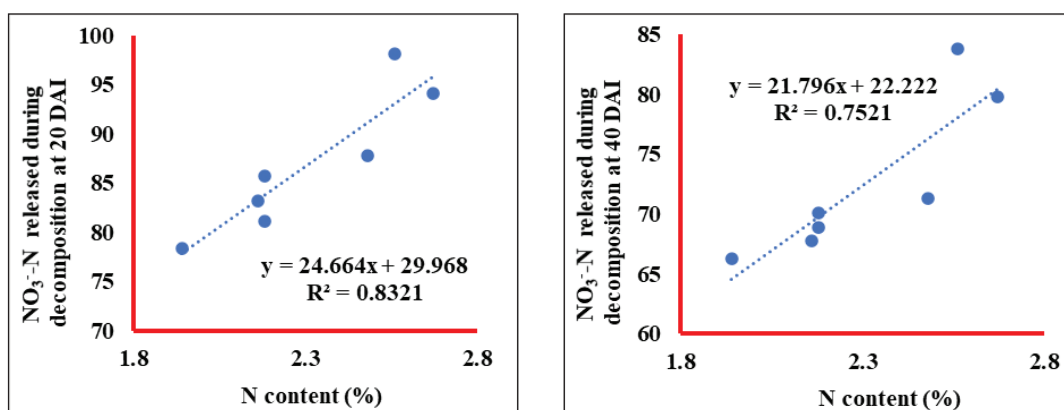 NO₃⁻-N released during
decomposition at 20 DAI
100
95
90
85
80
75
70
y = 24.664x + 29.968
R² = 0.8321
1.8 2.3 2.8
N content (%)
NO₃⁻-N released during
decomposition at 40 DAI
85
80
75
70
65
60
y = 21.796x + 22.222
R² = 0.7521
1.8 2.3 2.8
N content (%)